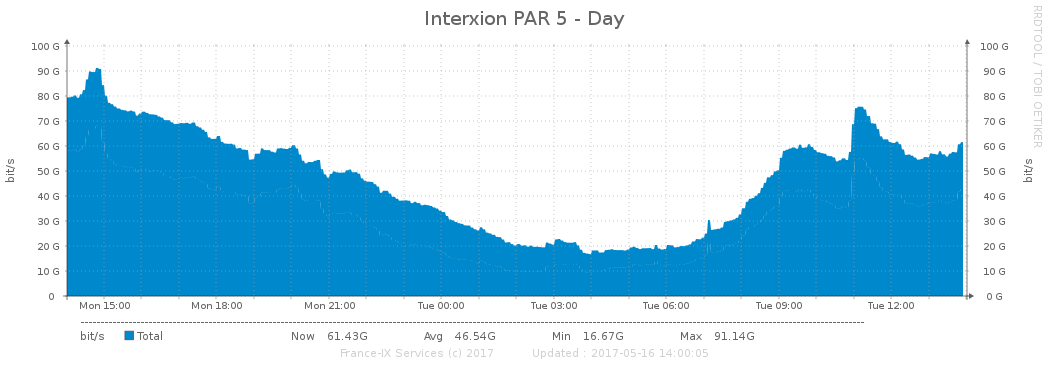 Interxion PAR 5 - Day
RRDTOOL / TOBI OETIKER
bit/s
100 G 100 G
90 G 90 G
80 G 80 G
70 G 70 G
60 G 60 G
50 G 50 G
40 G 40 G
30 G 30 G
20 G 20 G
10 G 10 G
0 0 G
bit/s
Mon 15:00 Mon 18:00 Mon 21:00 Tue 00:00 Tue 03:00 Tue 06:00 Tue 09:00 Tue 12:00
bit/s Total Now 61.43G Avg 46.54G Min 16.67G Max 91.14G
France-IX Services (c) 2017 Updated : 2017-05-16 14:00:05